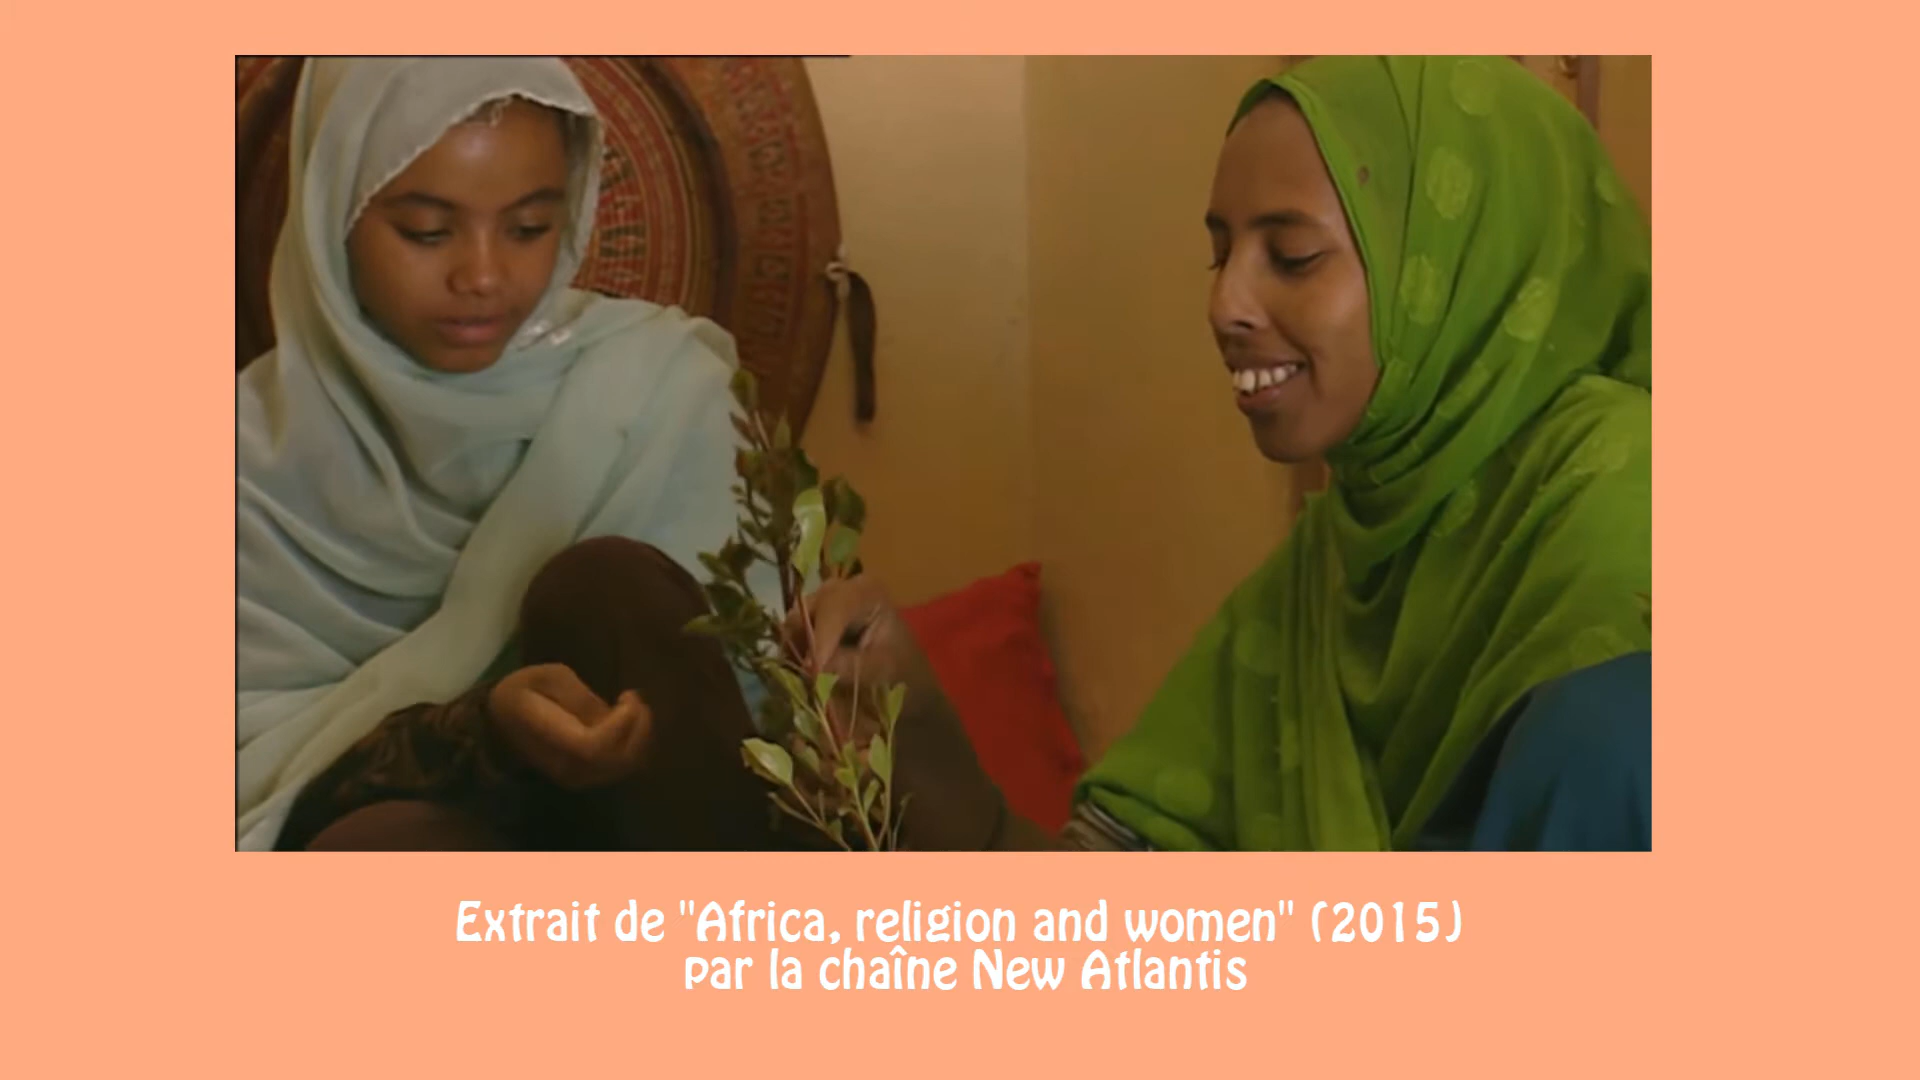 Extrait de "Africa, religion and women" (2015)
par la chaîne New Atlantis